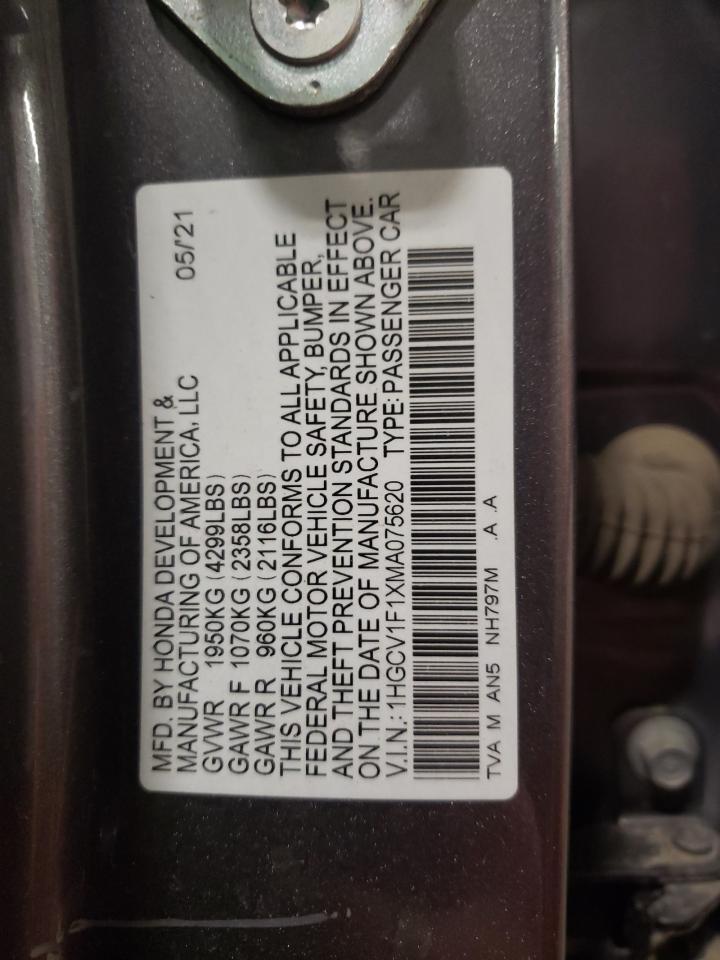 MFD. BY HONDA DEVELOPMENT &
MANUFACTURING OF AMERICA, LLC 05/'21
GVWR 1950KG (4299LBS)
GAWR F 1070KG (2358LBS)
GAWR R 960KG (2116LBS)
THIS VEHICLE CONFORMS TO ALL APPLICABLE
FEDERAL MOTOR VEHICLE SAFETY, BUMPER,
AND THEFT PREVENTION STANDARDS IN EFFECT
ON THE DATE OF MANUFACTURE SHOWN ABOVE.
V.I.N.: 1HGCV1F1XMA075620 TYPE: PASSENGER CAR
TVA M AN5 NH797M .A .A